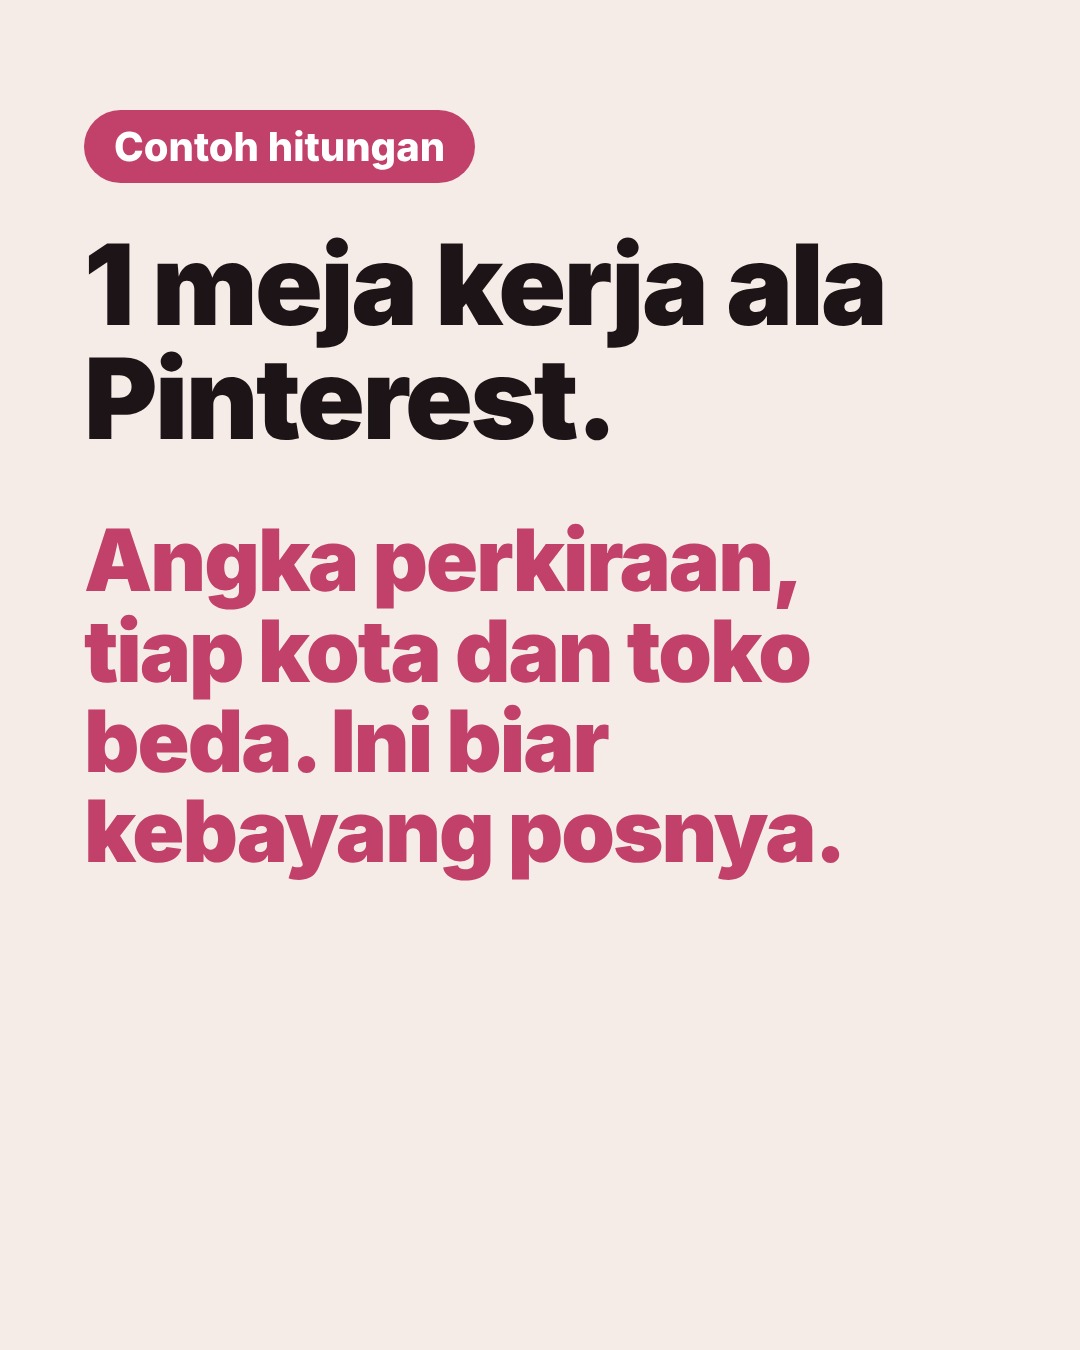 Contoh hitungan
1 meja kerja ala
Pinterest.
Angka perkiraan,
tiap kota dan toko
beda. Ini biar
kebayang posnya.